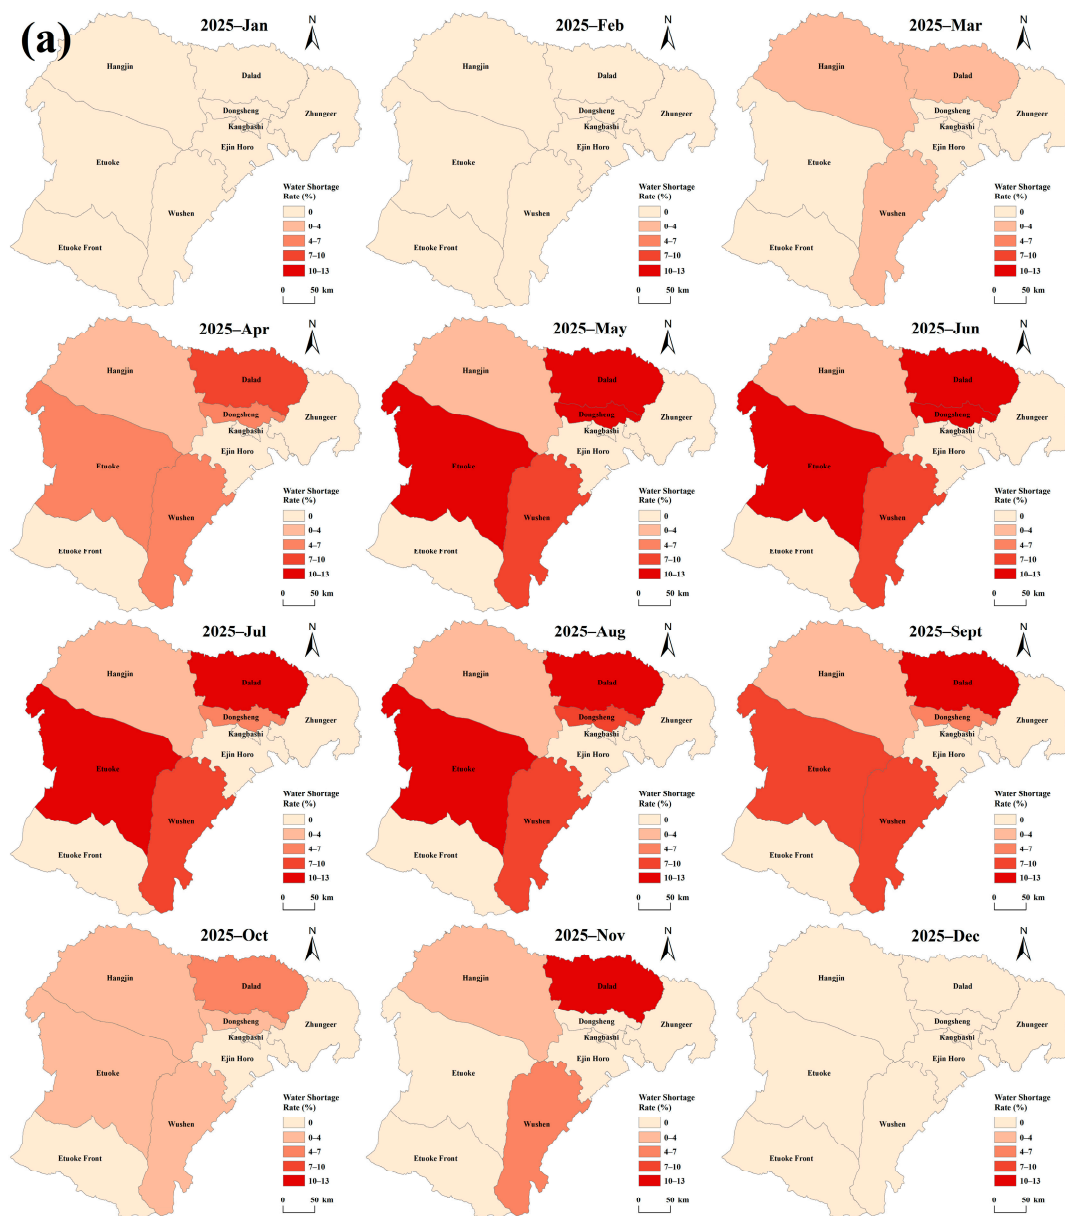 (a)
2025–Jan
N
Hangjin
Dalad
Dongsheng
Zhungeer
Kangbashi
Ejin Horo
Etuoke
Wushen
Etuoke Front
Water Shortage
Rate (%)
0
0–4
4–7
7–10
10–13
0 50 km
2025–Feb
N
Hangjin
Dalad
Dongsheng
Zhungeer
Kangbashi
Ejin Horo
Etuoke
Wushen
Etuoke Front
Water Shortage
Rate (%)
0
0–4
4–7
7–10
10–13
0 50 km
2025–Mar
N
Hangjin
Dalad
Dongsheng
Zhungeer
Kangbashi
Ejin Horo
Etuoke
Wushen
Etuoke Front
Water Shortage
Rate (%)
0
0–4
4–7
7–10
10–13
0 50 km
2025–Apr
N
Hangjin
Dalad
Dongsheng
Zhungeer
Kangbashi
Ejin Horo
Etuoke
Wushen
Etuoke Front
Water Shortage
Rate (%)
0
0–4
4–7
7–10
10–13
0 50 km
2025–May
N
Hangjin
Dalad
Dongsheng
Zhungeer
Kangbashi
Ejin Horo
Etuoke
Wushen
Etuoke Front
Water Shortage
Rate (%)
0
0–4
4–7
7–10
10–13
0 50 km
2025–Jun
N
Hangjin
Dalad
Dongsheng
Zhungeer
Kangbashi
Ejin Horo
Etuoke
Wushen
Etuoke Front
Water Shortage
Rate (%)
0
0–4
4–7
7–10
10–13
0 50 km
2025–Jul
N
Hangjin
Dalad
Dongsheng
Zhungeer
Kangbashi
Ejin Horo
Etuoke
Wushen
Etuoke Front
Water Shortage
Rate (%)
0
0–4
4–7
7–10
10–13
0 50 km
2025–Aug
N
Hangjin
Dalad
Dongsheng
Zhungeer
Kangbashi
Ejin Horo
Etuoke
Wushen
Etuoke Front
Water Shortage
Rate (%)
0
0–4
4–7
7–10
10–13
0 50 km
2025–Sept
N
Hangjin
Dalad
Dongsheng
Zhungeer
Kangbashi
Ejin Horo
Etuoke
Wushen
Etuoke Front
Water Shortage
Rate (%)
0
0–4
4–7
7–10
10–13
0 50 km
2025–Oct
N
Hangjin
Dalad
Dongsheng
Zhungeer
Kangbashi
Ejin Horo
Etuoke
Wushen
Etuoke Front
Water Shortage
Rate (%)
0
0–4
4–7
7–10
10–13
0 50 km
2025–Nov
N
Hangjin
Dalad
Dongsheng
Zhungeer
Kangbashi
Ejin Horo
Etuoke
Wushen
Etuoke Front
Water Shortage
Rate (%)
0
0–4
4–7
7–10
10–13
0 50 km
2025–Dec
N
Hangjin
Dalad
Dongsheng
Zhungeer
Kangbashi
Ejin Horo
Etuoke
Wushen
Etuoke Front
Water Shortage
Rate (%)
0
0–4
4–7
7–10
10–13
0 50 km